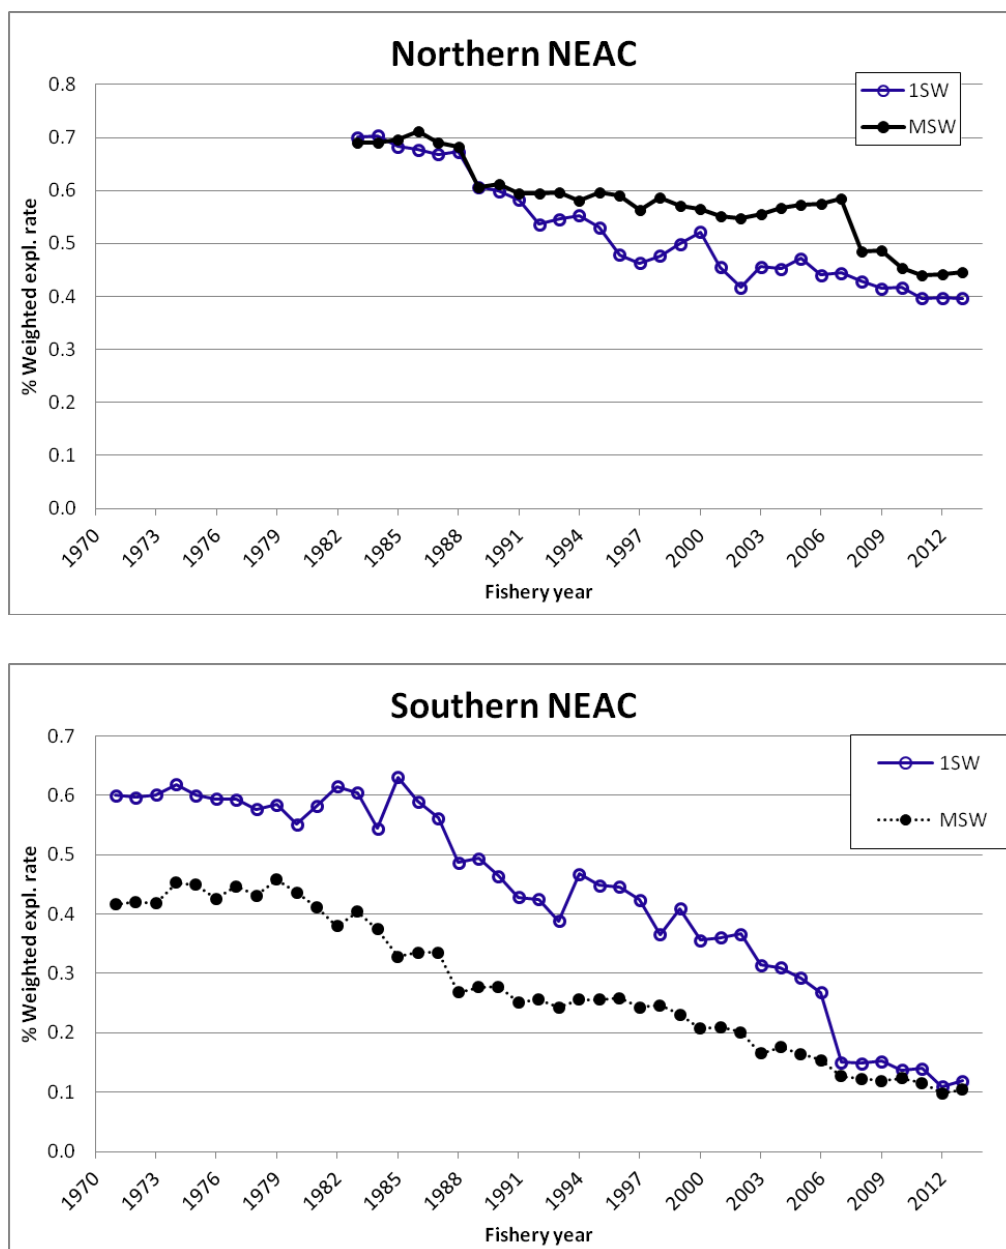 Northern NEAC
1SW
MSW
% Weighted expl. rate
0.8
0.7
0.6
0.5
0.4
0.3
0.2
0.1
0.0
1970 1973 1976 1979 1982 1985 1988 1991 1994 1997 2000 2003 2006 2009 2012
Fishery year
Southern NEAC
1SW
MSW
% Weighted expl. rate
0.7
0.6
0.5
0.4
0.3
0.2
0.1
0.0
1970 1973 1976 1979 1982 1985 1988 1991 1994 1997 2000 2003 2006 2009 2012
Fishery year